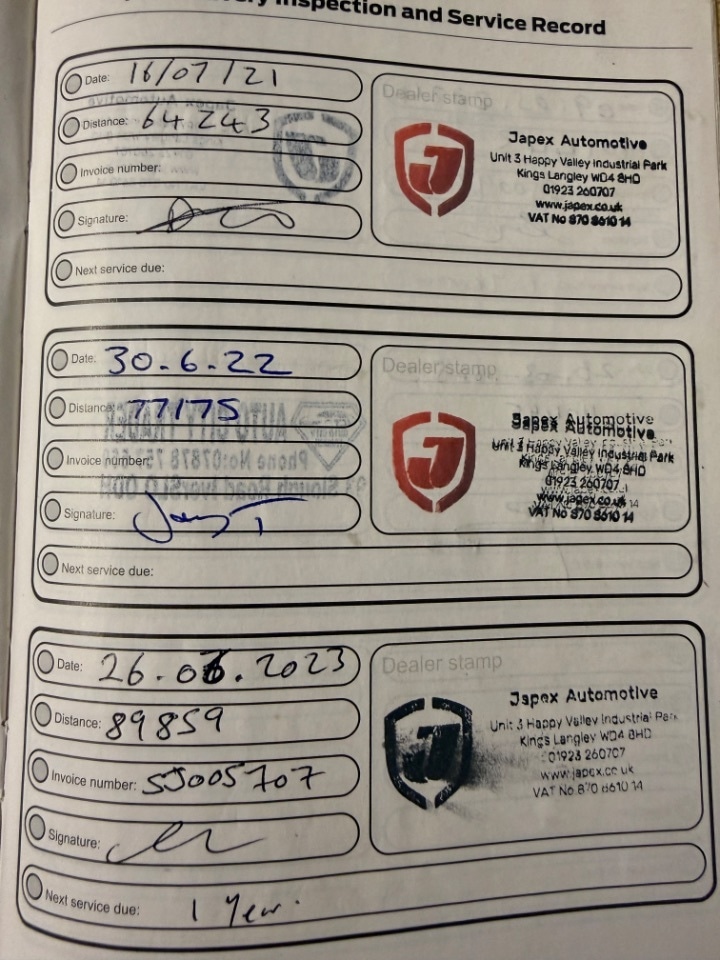 Inspection and Service Record
Date: 16/07/21
Distance: 64243
Invoice number:
Signature:
Next service due:
Dealer stamp
Japex Automotive
Unit 3 Happy Valley Industrial Park
Kings Langley WD4 8HD
01923 260707
www.japex.co.uk
VAT No 870 8610 14
Date: 30.6.22
Distance: 77175
Invoice number:
Signature:
Next service due:
Dealer stamp
Japex Automotive
Unit 3 Happy Valley Industrial Park
Kings Langley WD4 8HD
01923 260707
www.japex.co.uk
VAT No 870 8610 14
Date: 26.06.2023
Distance: 89859
Invoice number: SJ005707
Signature:
Next service due: 1 Year.
Dealer stamp
Japex Automotive
Unit 3 Happy Valley Industrial Park
Kings Langley WD4 8HD
01923 260707
www.japex.co.uk
VAT No 870 8610 14